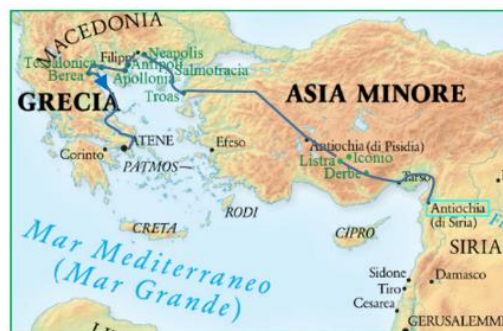 MACEDONIA
Neapolis
Tessalonica
Filippi
Anfipoli
Berea
Apollonia
Salmotracia
GRECIA
Troas
ASIA MINORE
ATENE
Efeso
Antiochia (di Pisidia)
Corinto
Listra
Iconio
PATMOS
Derbe
Tarso
Antiochia
(di Siria)
RODI
CRETA
CIPRO
SIRIA
Mar Mediterraneo
(Mar Grande)
Sidone
Damasco
Tiro
Cesarea
GERUSALEMME